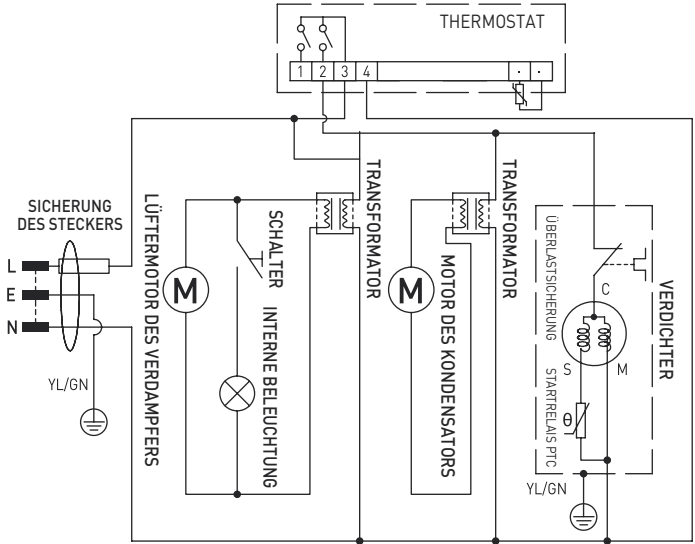 THERMOSTAT
1 2 3 4
SICHERUNG
DES STECKERS
L
E
N
YL/GN
LÜFTERMOTOR DES VERDAMPFERS
M
SCHALTER
INTERNE BELEUCHTUNG
TRANSFORMATOR
M
MOTOR DES KONDENSATORS
TRANSFORMATOR
ÜBERLASTSICHERUNG
C
S
M
STARTRELAIS PTC
θ
VERDICHTER
YL/GN